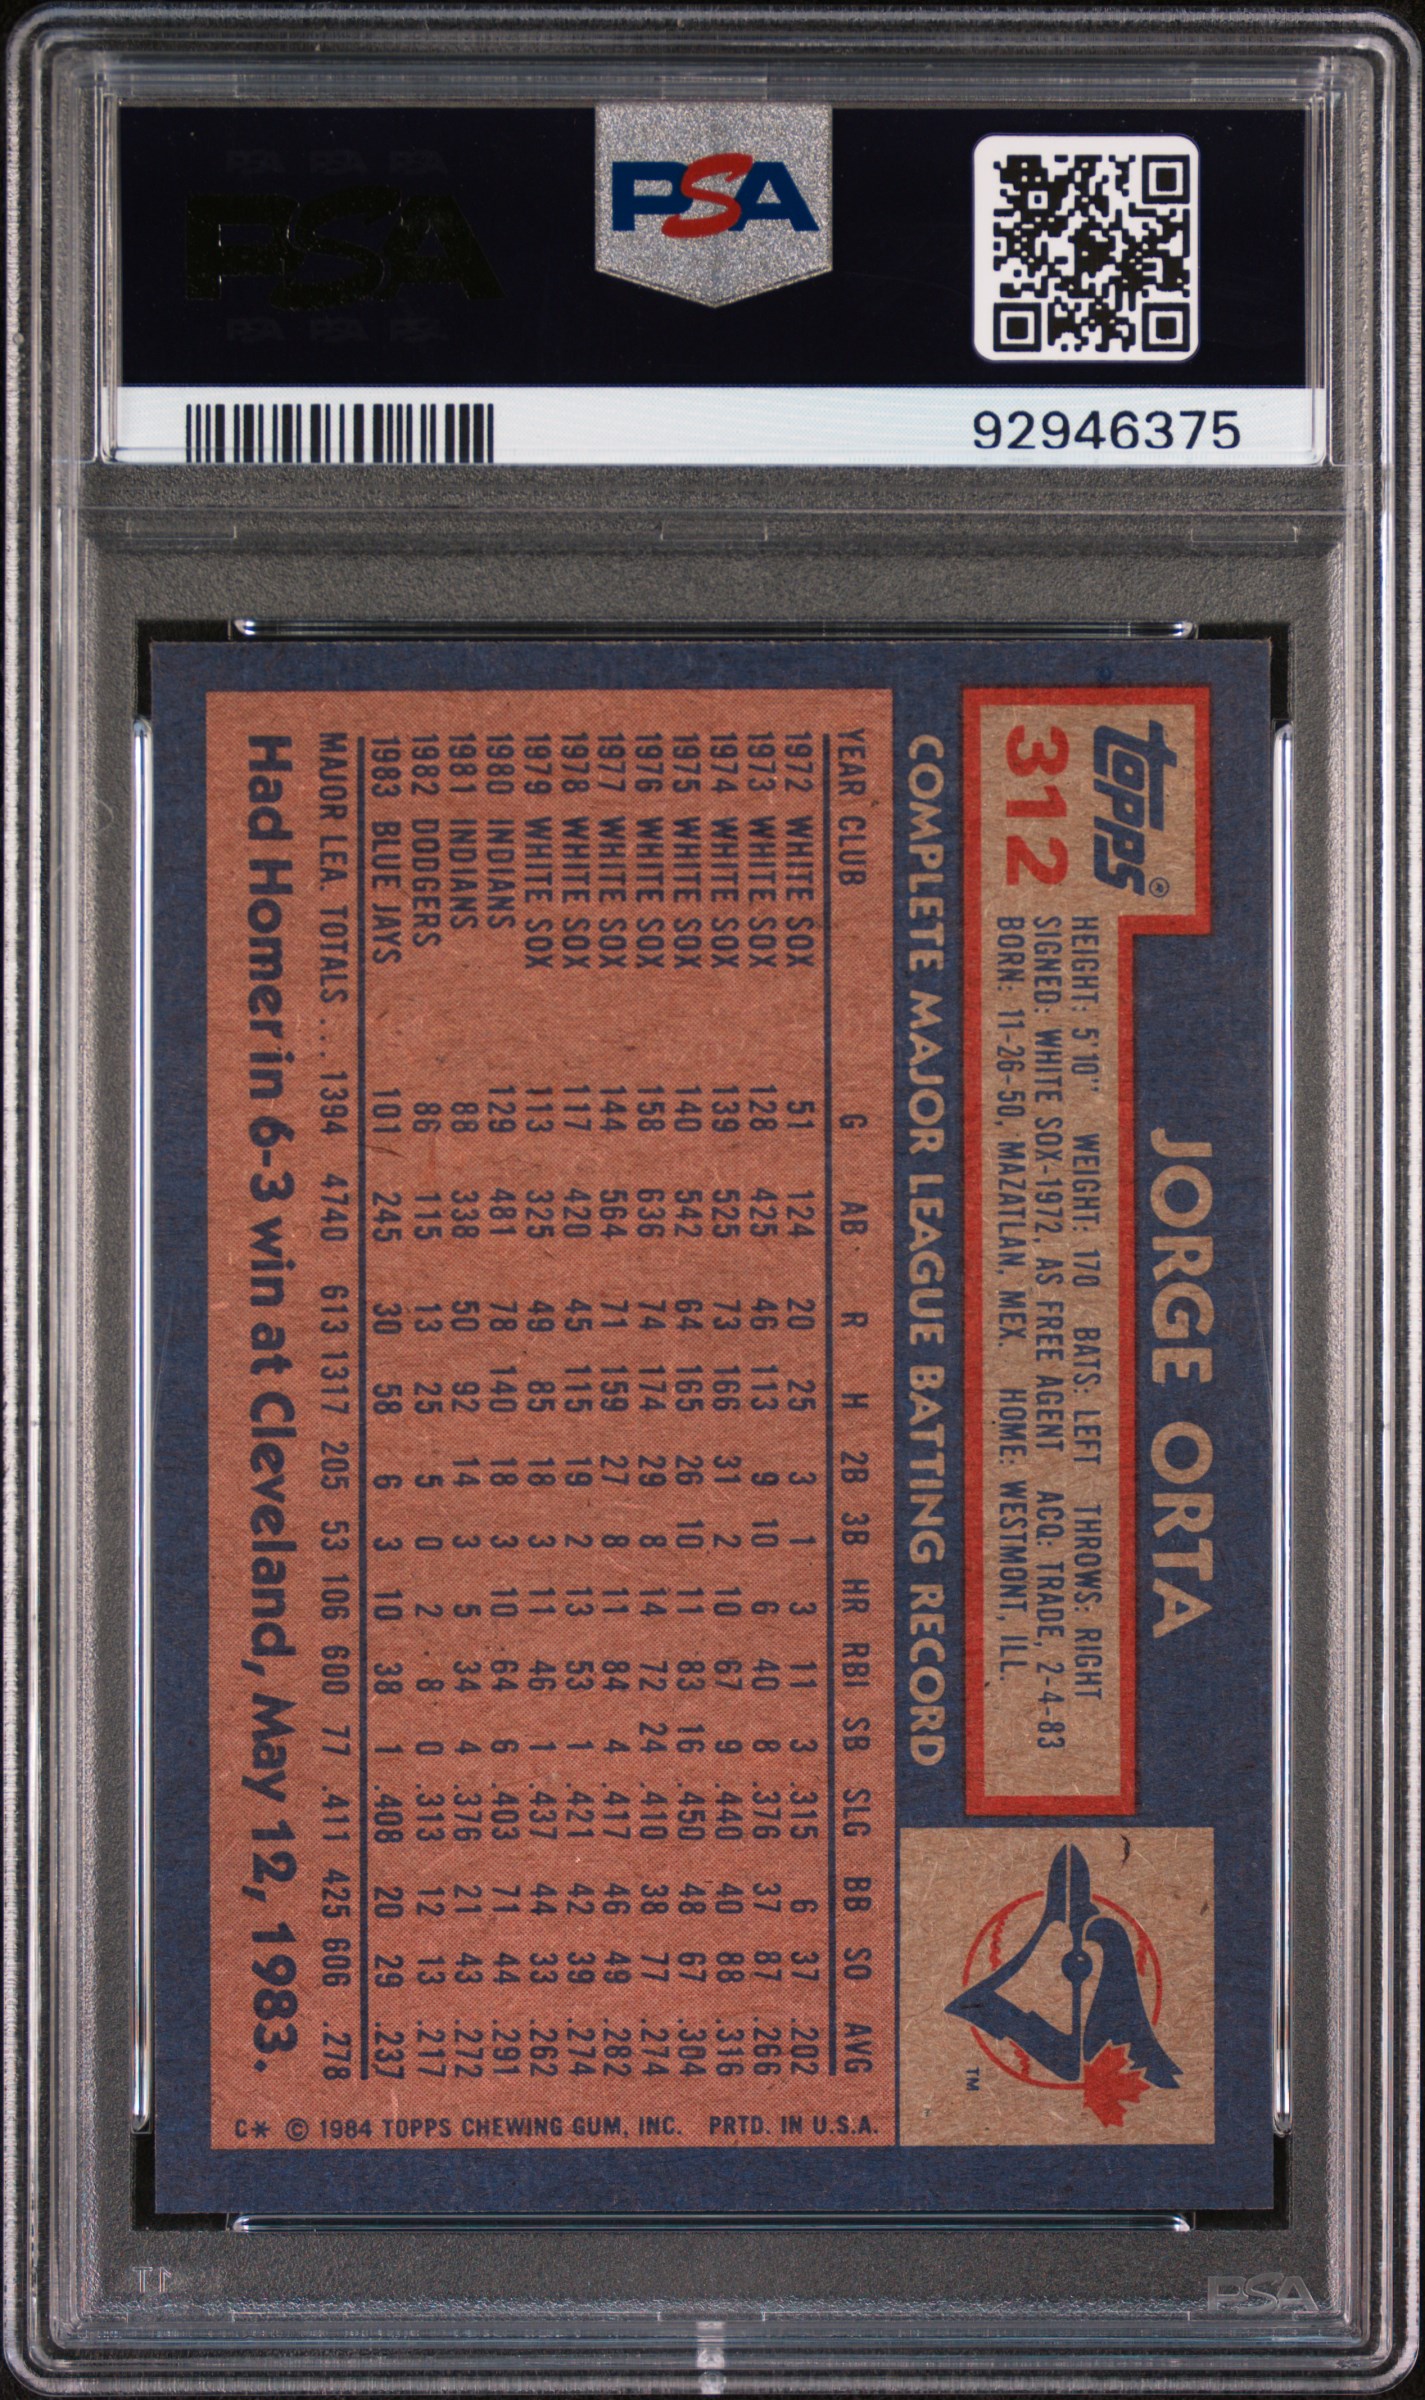 PSA PSA PSA
PSA
PSA PSA PSA
PSA
92946375
topps®
312
JORGE ORTA
HEIGHT: 5'10" WEIGHT: 170 BATS: LEFT THROWS: RIGHT
SIGNED: WHITE SOX-1972, AS FREE AGENT ACQ: TRADE, 2-4-83
BORN: 11-26-50, MAZATLAN, MEX. HOME: WESTMONT, ILL.
COMPLETE MAJOR LEAGUE BATTING RECORD
TM
YEAR CLUB G AB R H 2B 3B HR RBI SB SLG BB SO AVG
1972 WHITE SOX 51 124 20 25 3 1 3 11 3 .315 6 37 .202
1973 WHITE SOX 128 425 46 113 9 10 6 40 8 .376 37 87 .266
1974 WHITE SOX 139 525 73 166 31 2 10 67 9 .440 40 88 .316
1975 WHITE SOX 140 542 64 165 26 10 11 83 16 .450 48 67 .304
1976 WHITE SOX 158 636 74 174 29 8 14 72 24 .410 38 77 .274
1977 WHITE SOX 144 564 71 159 27 8 11 84 4 .417 46 49 .282
1978 WHITE SOX 117 420 45 115 19 2 13 53 1 .421 42 39 .274
1979 WHITE SOX 113 325 49 85 18 3 11 46 1 .437 44 33 .262
1980 INDIANS 129 481 78 140 18 3 10 64 6 .403 71 44 .291
1981 INDIANS 88 338 50 92 14 3 5 34 4 .376 21 43 .272
1982 DODGERS 86 115 13 25 5 0 2 8 0 .313 12 13 .217
1983 BLUE JAYS 101 245 30 58 6 3 10 38 1 .408 20 29 .237
MAJOR LEA. TOTALS . . . 1394 4740 613 1317 205 53 106 600 77 .411 425 606 .278
Had Homer in 6-3 win at Cleveland, May 12, 1983.
C* © 1984 TOPPS CHEWING GUM, INC. PRTD. IN U.S.A.
PSA